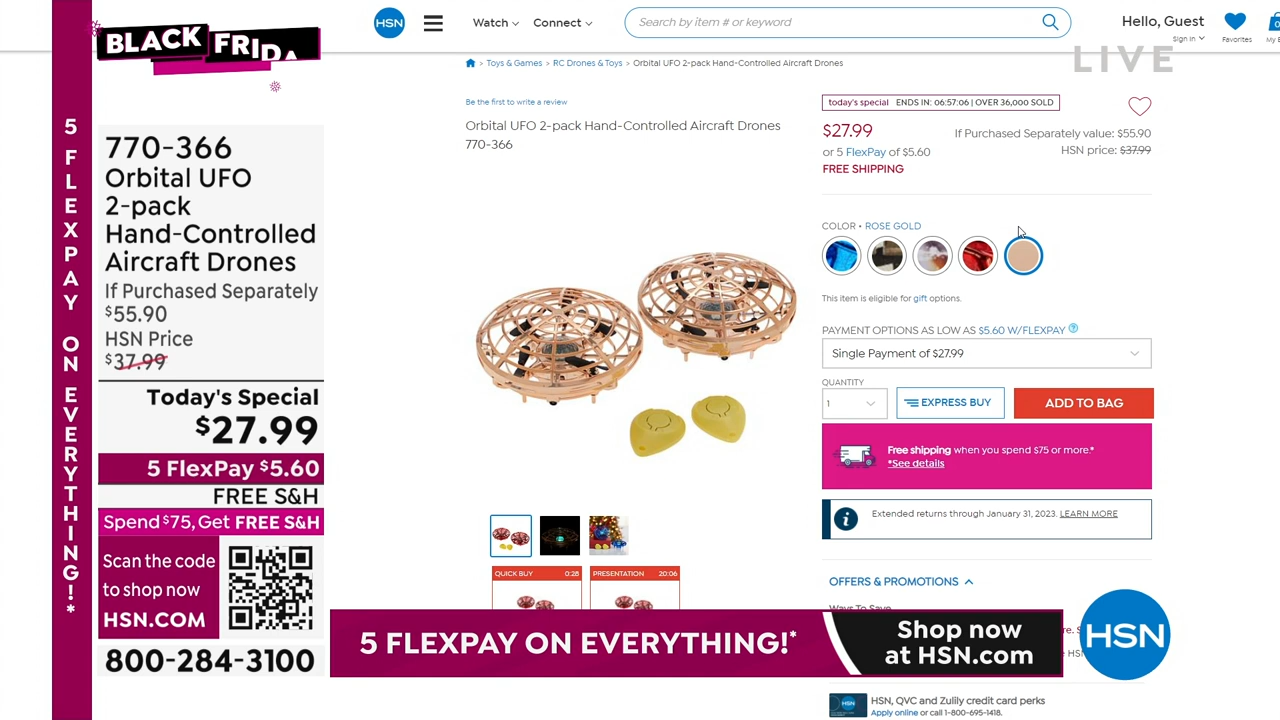 BLACK FRIDA
5 FLEXPAY ON EVERYTHING!*
770-366
Orbital UFO
2-pack
Hand-Controlled
Aircraft Drones
If Purchased Separately
$55.90
HSN Price
$37.99
Today's Special
$27.99
5 FlexPay $5.60
FREE S&H
Spend $75, Get FREE S&H
Scan the code
to shop now
HSN.COM
800-284-3100
HSN
Watch
Connect
Search by item # or keyword
Hello, Guest
Sign In
Favorites
0
My B
LIVE
> Toys & Games > RC Drones & Toys > Orbital UFO 2-pack Hand-Controlled Aircraft Drones
Be the first to write a review
Orbital UFO 2-pack Hand-Controlled Aircraft Drones
770-366
today's special ENDS IN: 06:57:06 | OVER 36,000 SOLD
$27.99
If Purchased Separately value: $55.90
or 5 FlexPay of $5.60
HSN price: $37.99
FREE SHIPPING
COLOR • ROSE GOLD
This item is eligible for gift options.
PAYMENT OPTIONS AS LOW AS $5.60 W/FLEXPAY ?
Single Payment of $27.99
QUANTITY
1
EXPRESS BUY
ADD TO BAG
Free shipping when you spend $75 or more.*
*See details
i
Extended returns through January 31, 2023. LEARN MORE
QUICK BUY 0:28
PRESENTATION 20:06
OFFERS & PROMOTIONS
Ways To Save
5 FLEXPAY ON EVERYTHING!*
Shop now
at HSN.com
HSN
HSN, QVC and Zulily credit card perks
Apply online or call 1-800-695-1418.